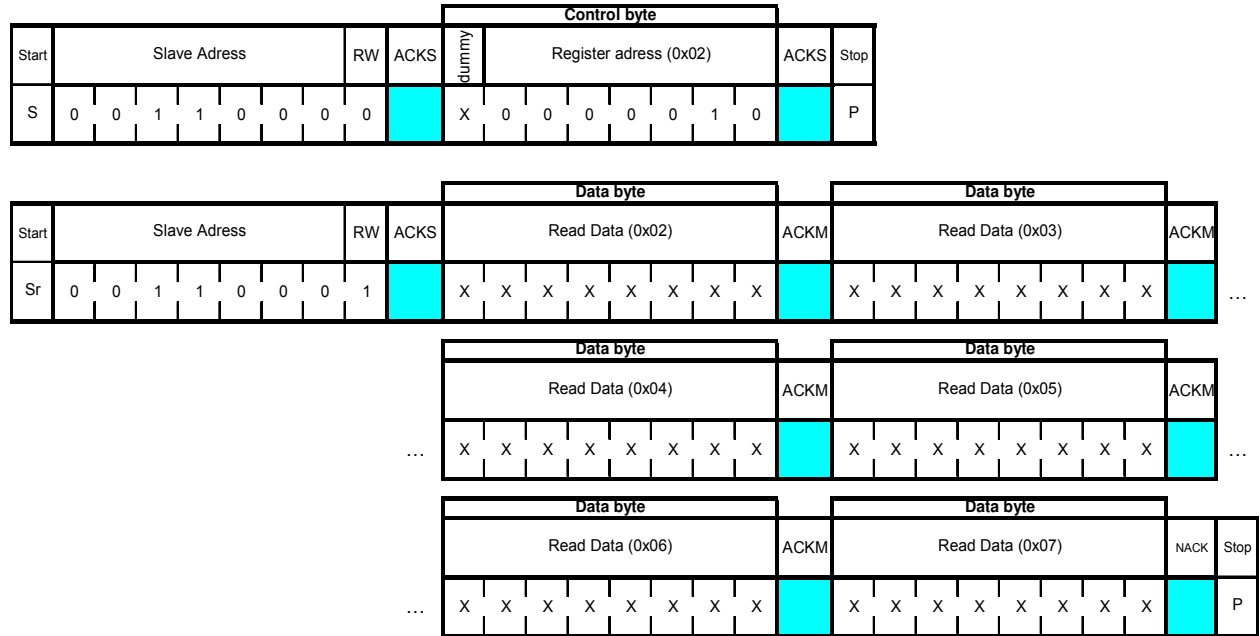 Control byte
Start Slave Adress RW ACKS dummy Register adress (0x02) ACKS Stop
S 0 0 1 1 0 0 0 0 X 0 0 0 0 0 1 0 P
Data byte Data byte
Start Slave Adress RW ACKS Read Data (0x02) ACKM Read Data (0x03) ACKM
Sr 0 0 1 1 0 0 0 1 X X X X X X X X X X X X X X X X …
Data byte Data byte
Read Data (0x04) ACKM Read Data (0x05) ACKM
… X X X X X X X X X X X X X X X X …
Data byte Data byte
Read Data (0x06) ACKM Read Data (0x07) NACK Stop
… X X X X X X X X X X X X X X X X P